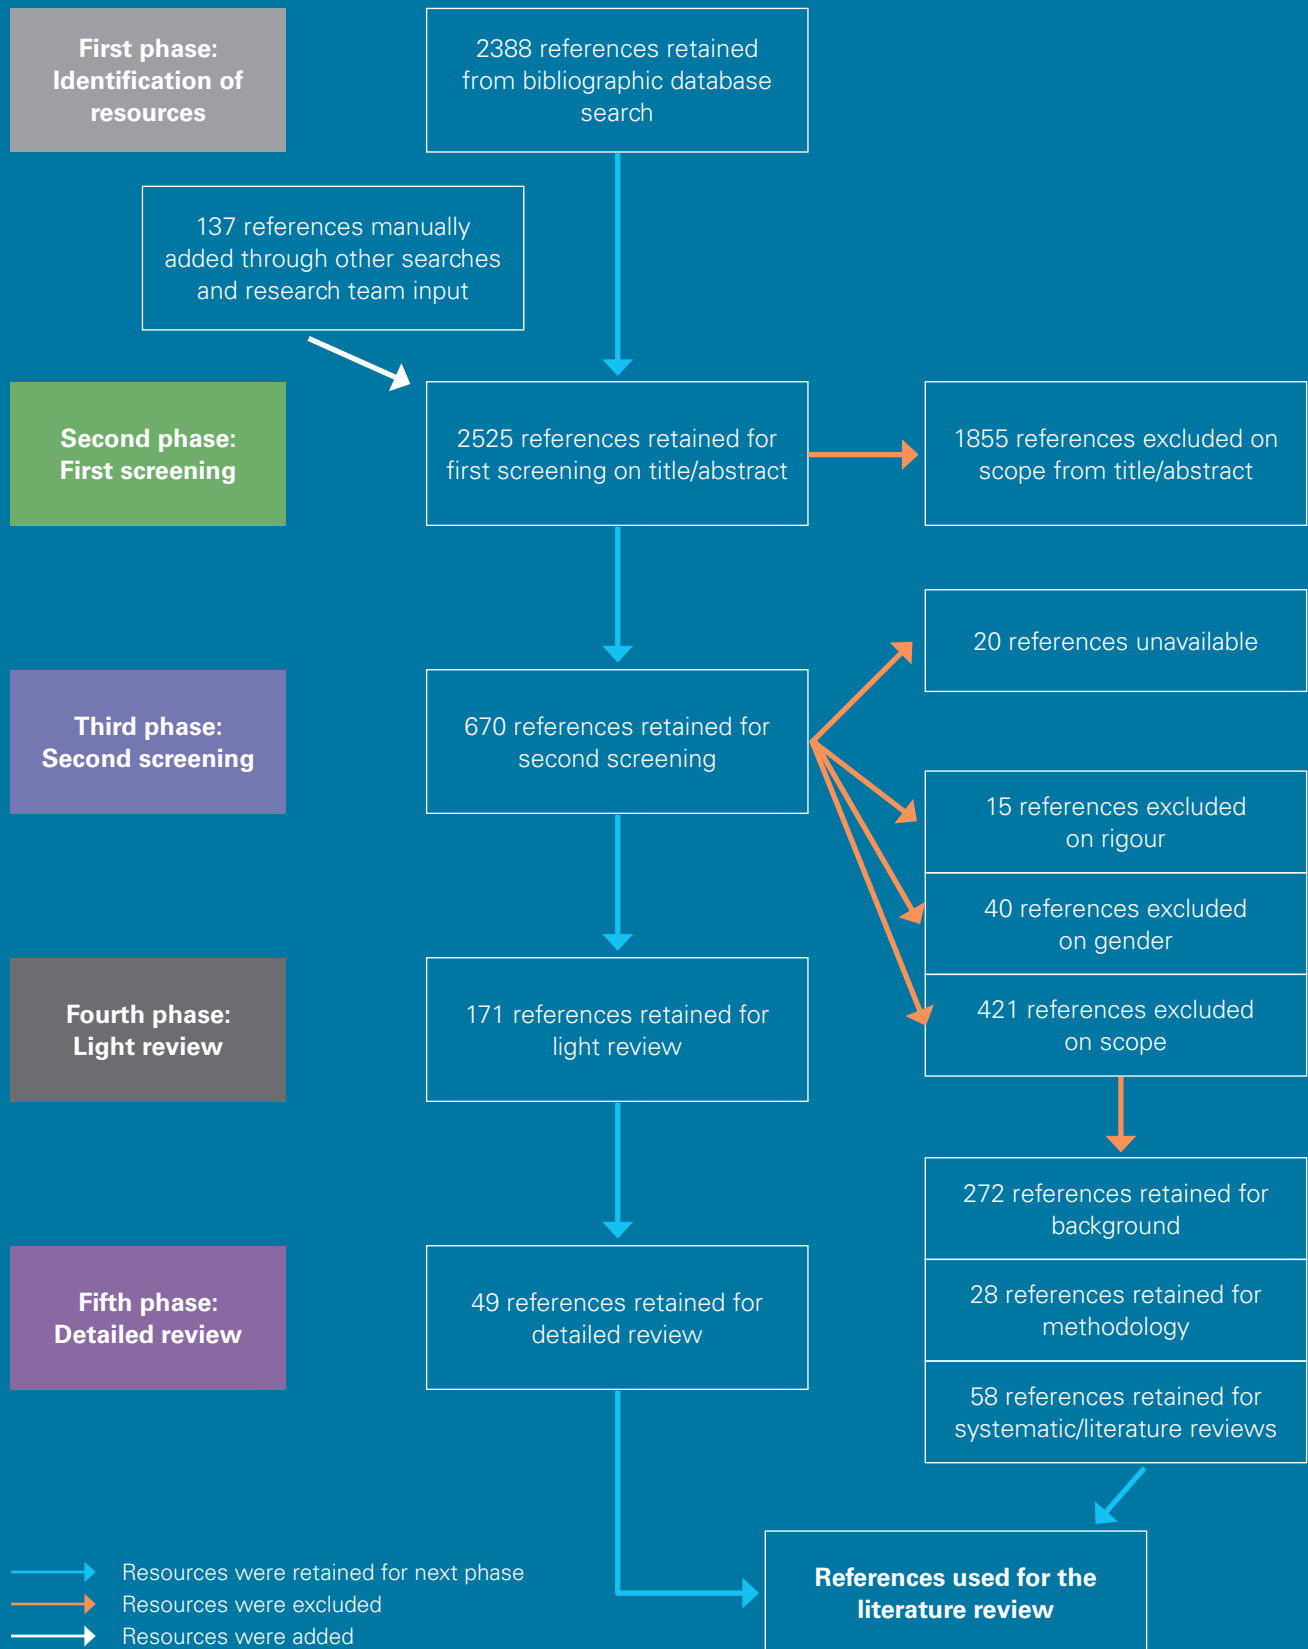 First phase:
Identification of
resources
2388 references retained
from bibliographic database
search
137 references manually
added through other searches
and research team input
Second phase:
First screening
2525 references retained for
first screening on title/abstract
1855 references excluded on
scope from title/abstract
20 references unavailable
Third phase:
Second screening
670 references retained for
second screening
15 references excluded
on rigour
40 references excluded
on gender
421 references excluded
on scope
Fourth phase:
Light review
171 references retained for
light review
272 references retained for
background
28 references retained for
methodology
58 references retained for
systematic/literature reviews
Fifth phase:
Detailed review
49 references retained for
detailed review
References used for the
literature review
Resources were retained for next phase
Resources were excluded
Resources were added